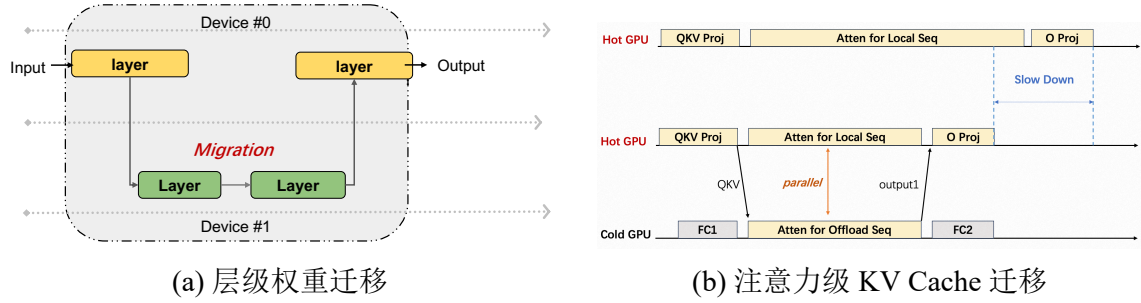 Device #0
Input
layer
layer
Output
Migration
Layer
Layer
Device #1
(a) 层级权重迁移
Hot GPU
QKV Proj
Atten for Local Seq
O Proj
Slow Down
Hot GPU
QKV Proj
Atten for Local Seq
O Proj
QKV
parallel
output1
Cold GPU
FC1
Atten for Offload Seq
FC2
(b) 注意力级 KV Cache 迁移